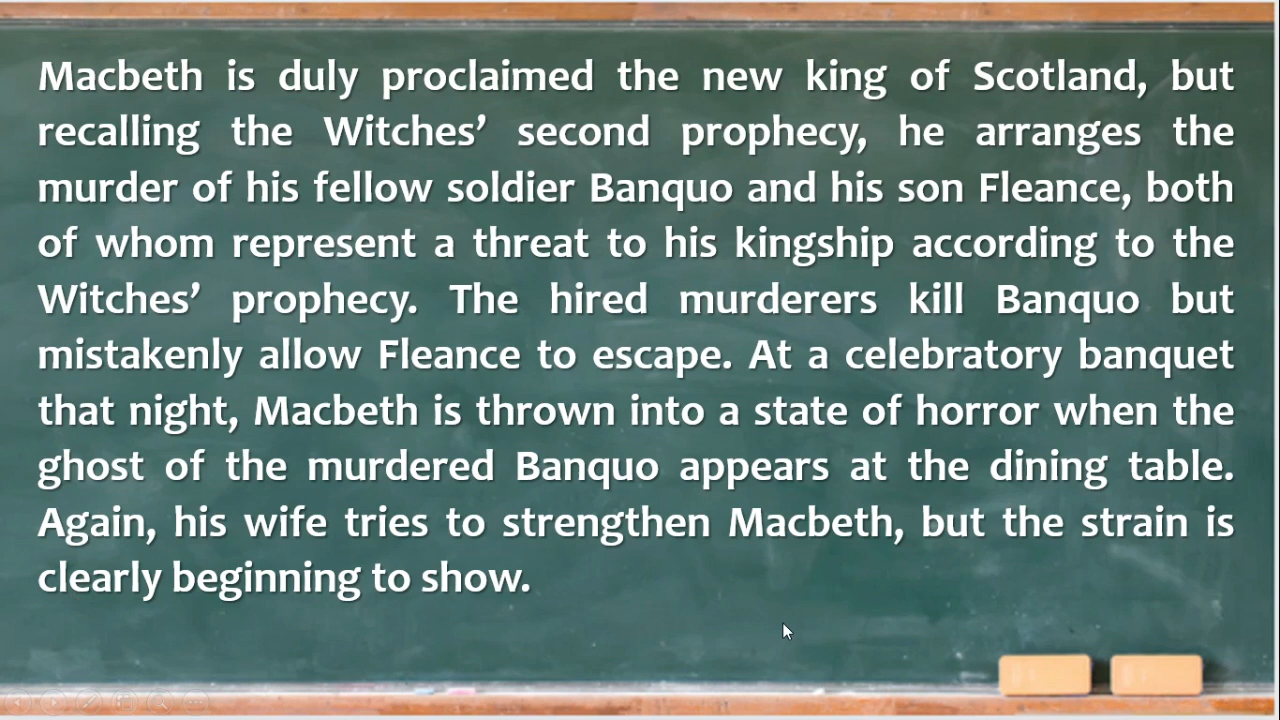 Macbeth is duly proclaimed the new king of Scotland, but
recalling the Witches’ second prophecy, he arranges the
murder of his fellow soldier Banquo and his son Fleance, both
of whom represent a threat to his kingship according to the
Witches’ prophecy. The hired murderers kill Banquo but
mistakenly allow Fleance to escape. At a celebratory banquet
that night, Macbeth is thrown into a state of horror when the
ghost of the murdered Banquo appears at the dining table.
Again, his wife tries to strengthen Macbeth, but the strain is
clearly beginning to show.